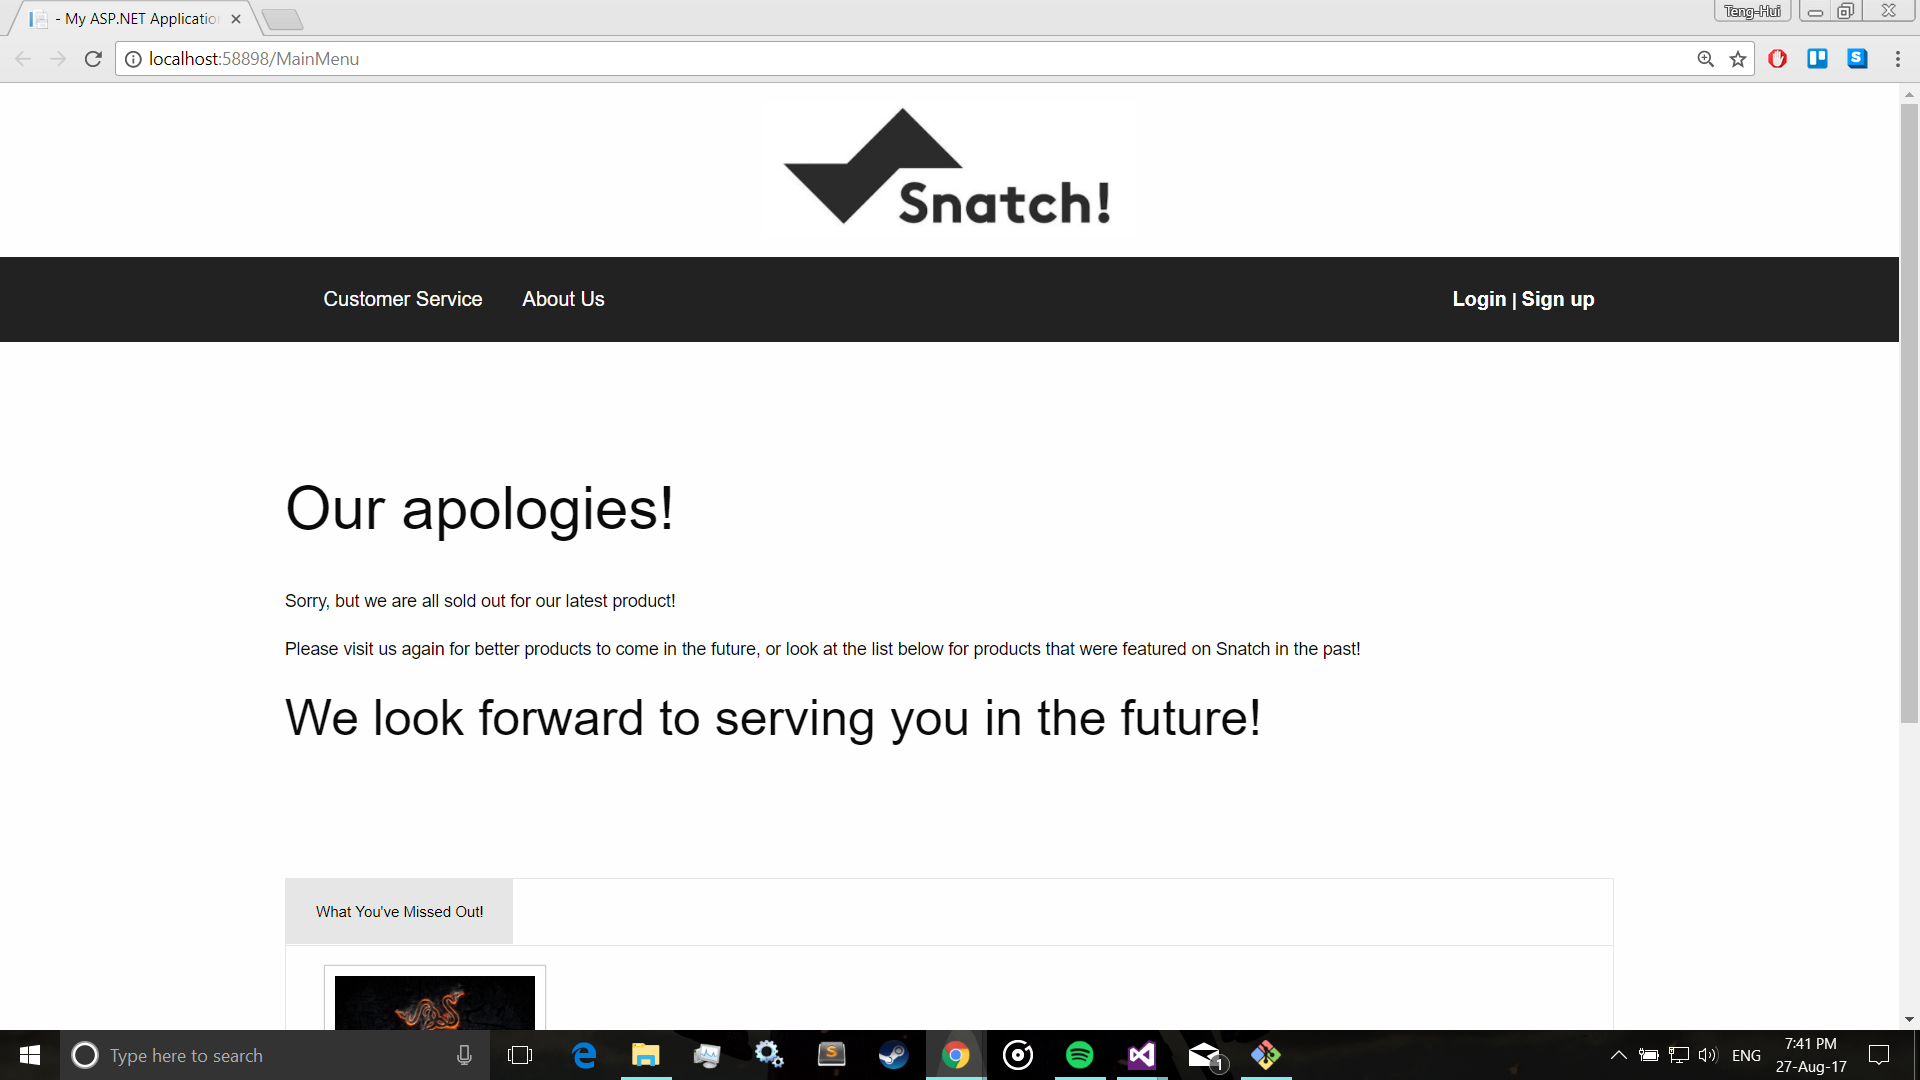 - My ASP.NET Applicatio
Teng-Hui
localhost:58898/MainMenu
S
Snatch!
Customer Service
About Us
Login | Sign up
Our apologies!
Sorry, but we are all sold out for our latest product!
Please visit us again for better products to come in the future, or look at the list below for products that were featured on Snatch in the past!
We look forward to serving you in the future!
What You've Missed Out!
Type here to search
S
1
ENG
7:41 PM
27-Aug-17